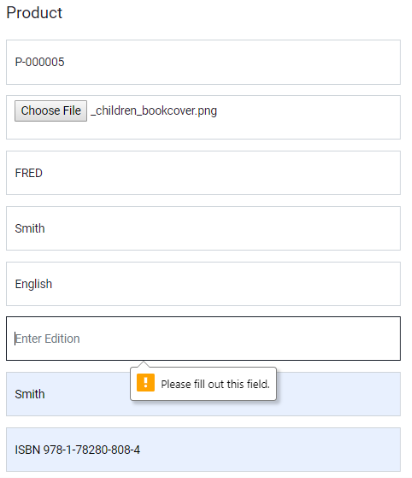 Product
P-000005
Choose File _children_bookcover.png
FRED
Smith
English
Enter Edition
Please fill out this field.
Smith
ISBN 978-1-78280-808-4